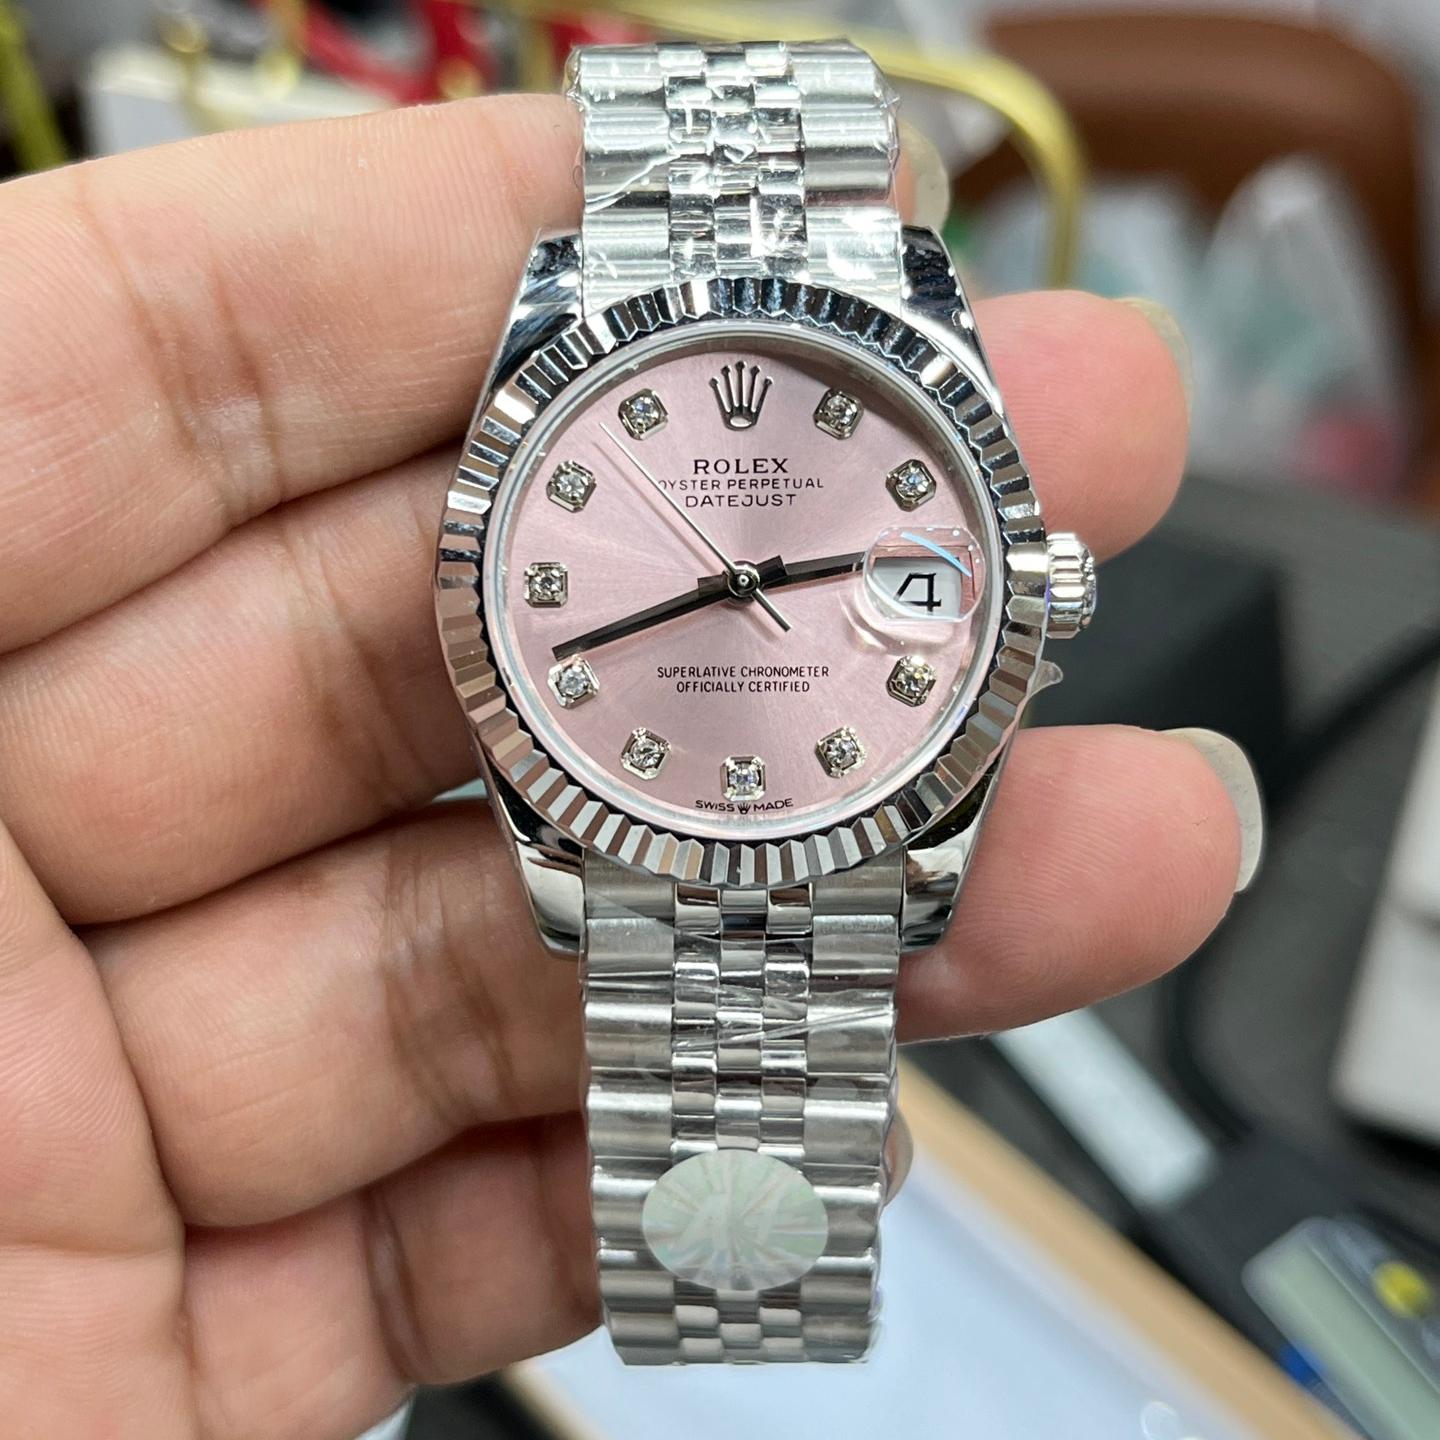 ROLEX
OYSTER PERPETUAL
DATEJUST
4
SUPERLATIVE CHRONOMETER
OFFICIALLY CERTIFIED
SWISS MADE